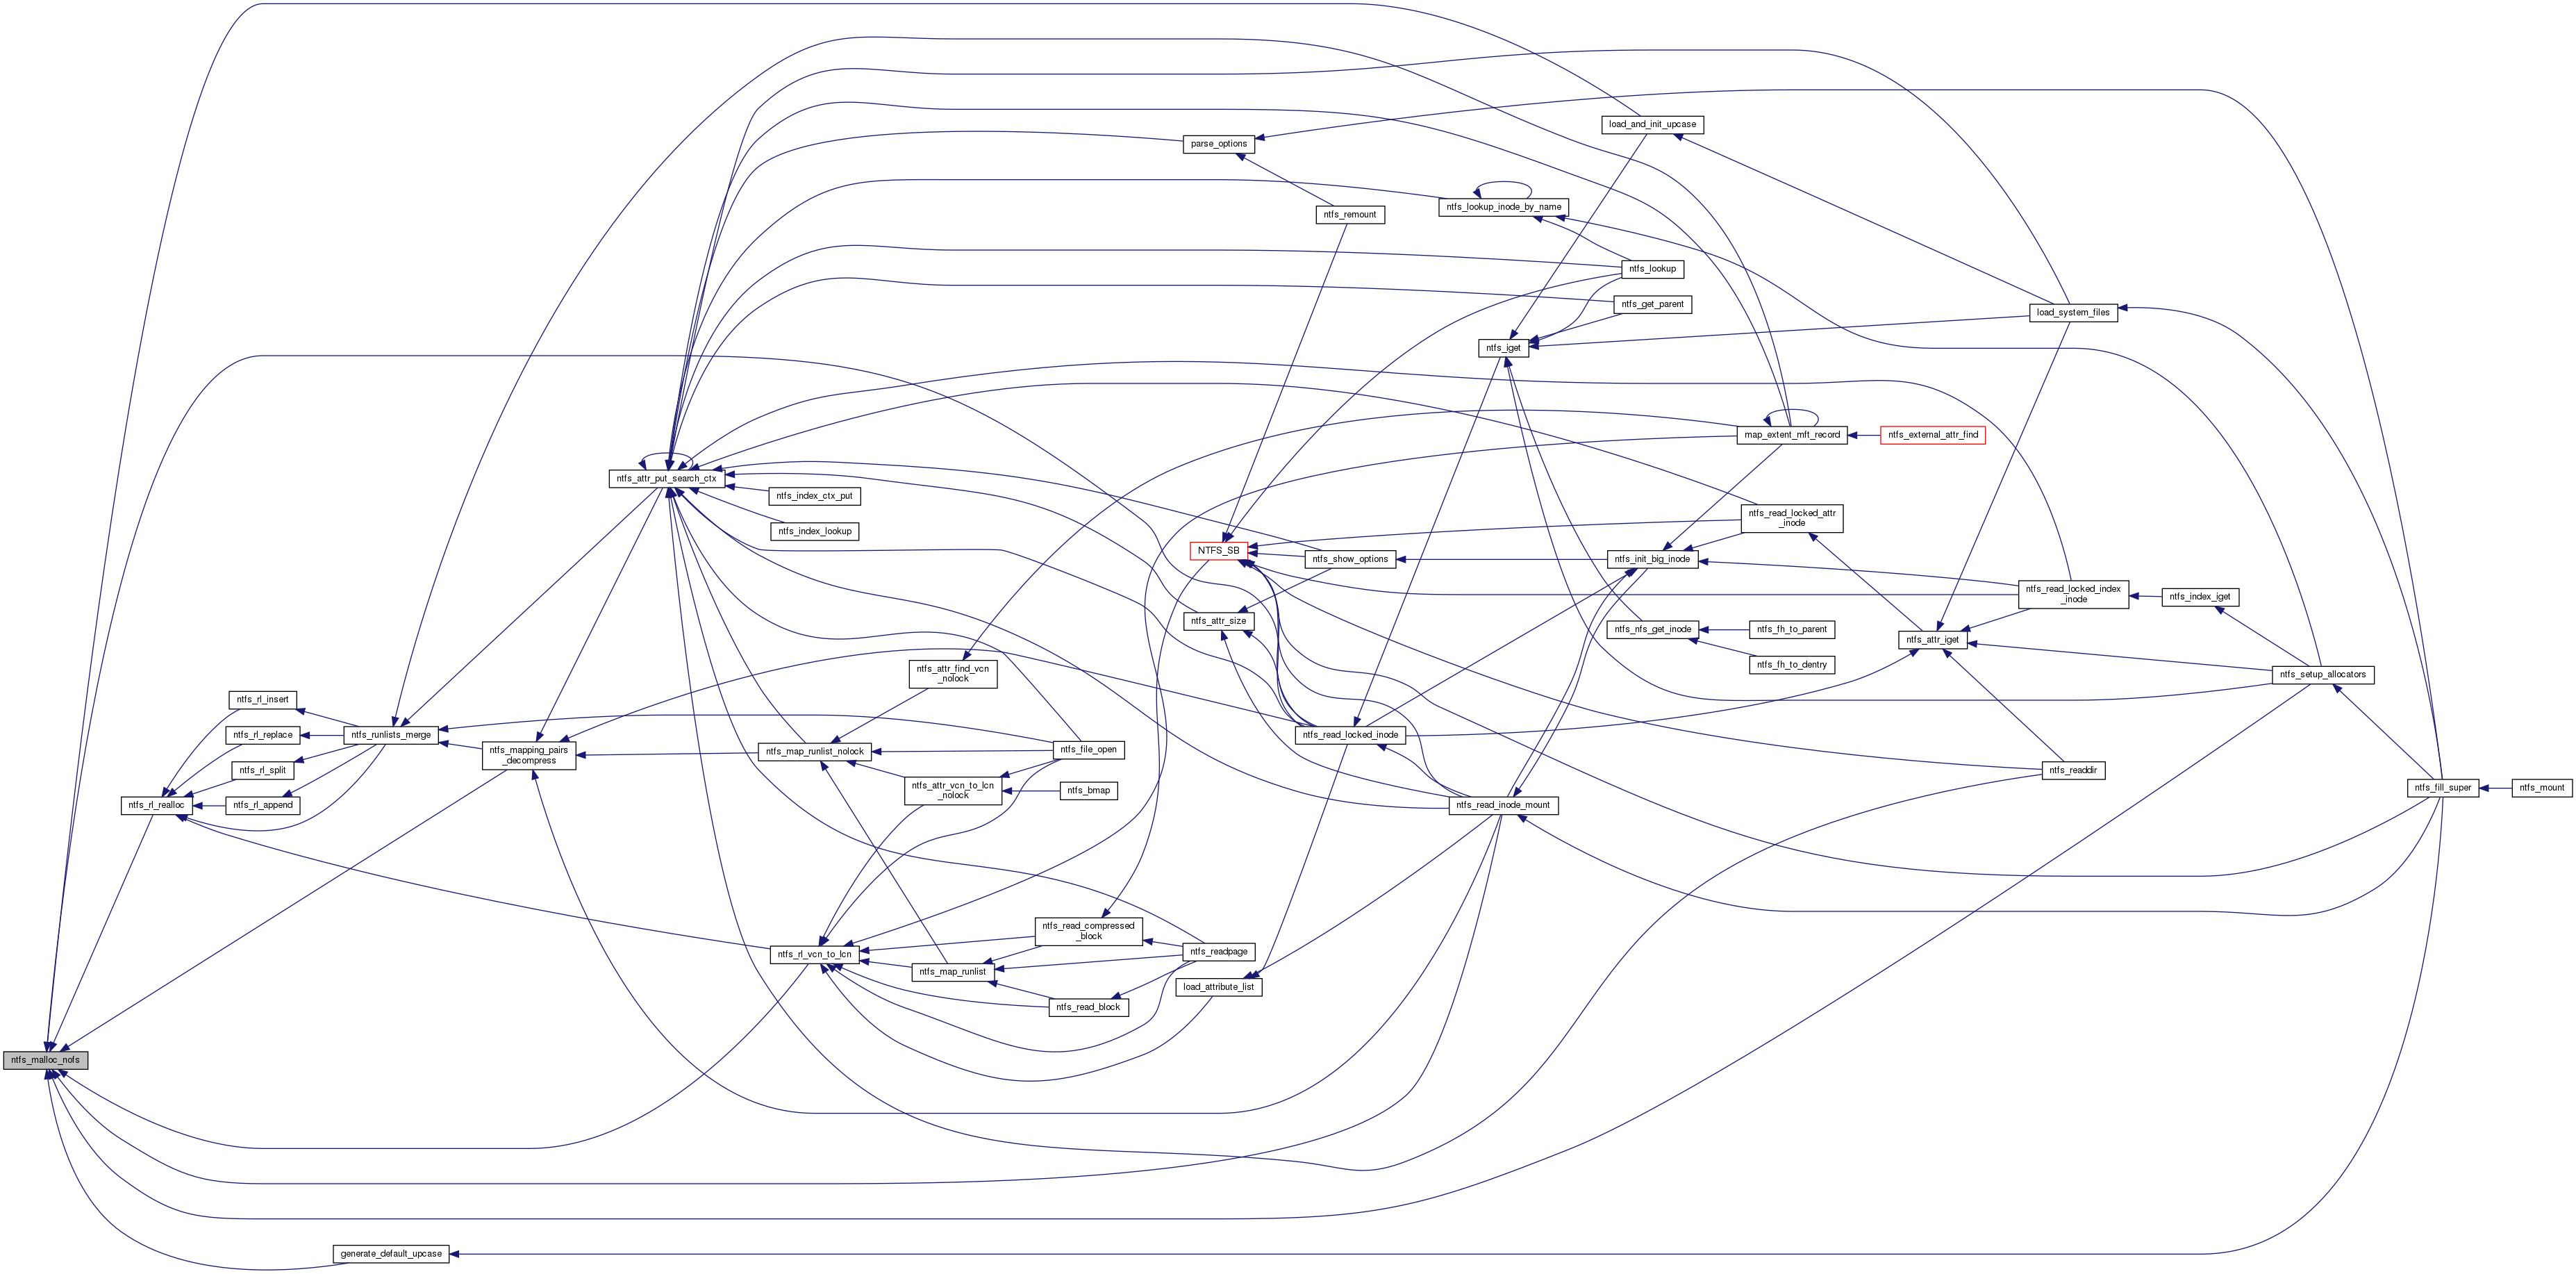 load_and_init_upcase
parse_options
ntfs_lookup_inode_by_name
ntfs_remount
ntfs_lookup
ntfs_get_parent
load_system_files
ntfs_iget
map_extent_mft_record
ntfs_external_attr_find
ntfs_attr_put_search_ctx
ntfs_index_ctx_put
ntfs_read_locked_attr
_inode
ntfs_index_lookup
NTFS_SB
ntfs_show_options
ntfs_init_big_inode
ntfs_read_locked_index
_inode
ntfs_index_iget
ntfs_attr_size
ntfs_nfs_get_inode
ntfs_fh_to_parent
ntfs_attr_iget
ntfs_fh_to_dentry
ntfs_attr_find_vcn
_nolock
ntfs_setup_allocators
ntfs_rl_insert
ntfs_rl_replace
ntfs_runlists_merge
ntfs_read_locked_inode
ntfs_mapping_pairs
_decompress
ntfs_map_runlist_nolock
ntfs_file_open
ntfs_rl_split
ntfs_readdir
ntfs_attr_vcn_to_lcn
_nolock
ntfs_bmap
ntfs_fill_super
ntfs_mount
ntfs_rl_realloc
ntfs_rl_append
ntfs_read_inode_mount
ntfs_read_compressed
_block
ntfs_rl_vcn_to_lcn
ntfs_readpage
ntfs_map_runlist
load_attribute_list
ntfs_read_block
ntfs_malloc_nofs
generate_default_upcase